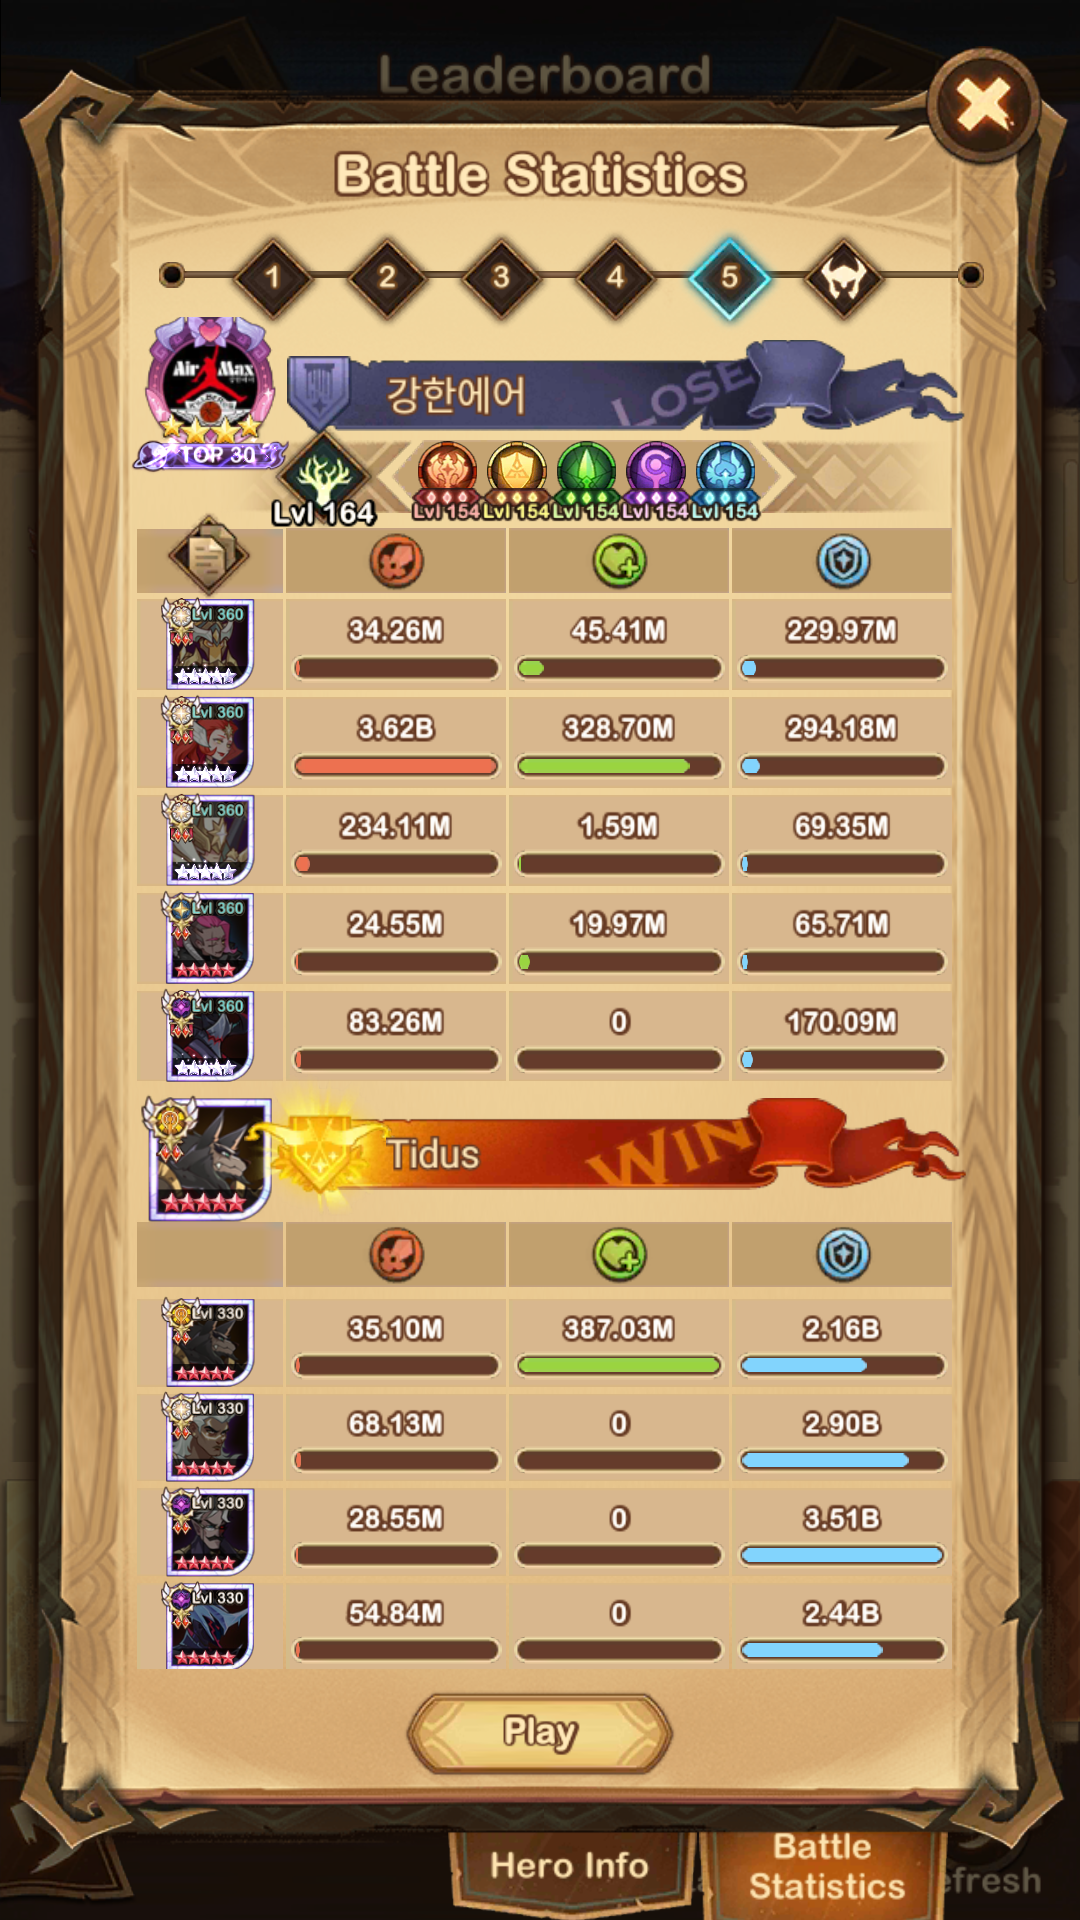 Leaderboard
Battle Statistics
1 2 3 4 5
Air Max
강한에어
TOP 30
강한에어 LOSE
Lvl 164 Lvl 154 Lvl 154 Lvl 154 Lvl 154 Lvl 154
Lvl 360 34.26M 45.41M 229.97M
Lvl 360 3.62B 328.70M 294.18M
Lvl 360 234.11M 1.59M 69.35M
Lvl 360 24.55M 19.97M 65.71M
Lvl 360 83.26M 0 170.09M
Tidus WIN
Lvl 330 35.10M 387.03M 2.16B
Lvl 330 68.13M 0 2.90B
Lvl 330 28.55M 0 3.51B
Lvl 330 54.84M 0 2.44B
Play
Hero Info
Battle
Statistics
efresh